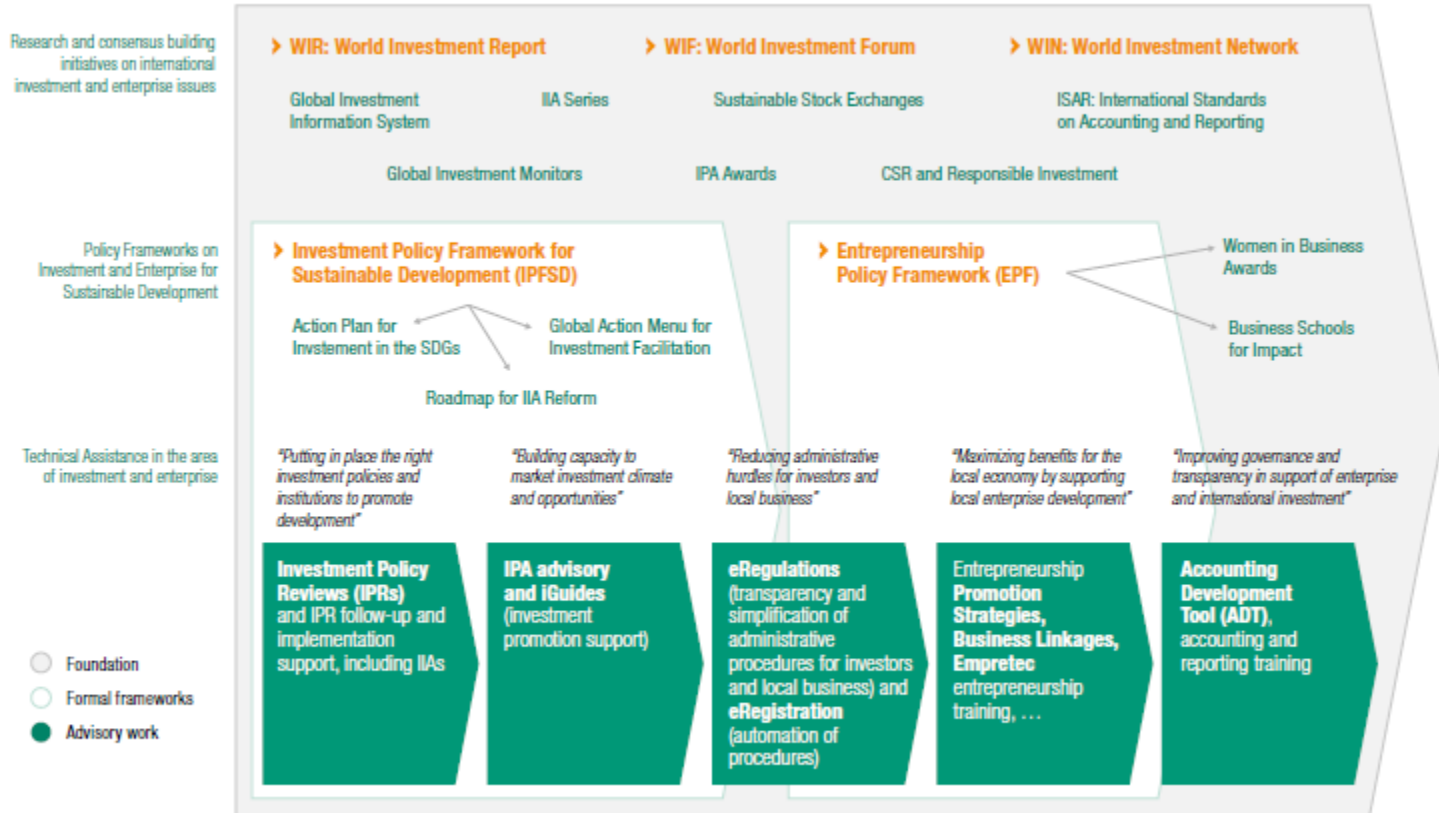 Research and consensus building
initiatives on international
investment and enterprise issues
WIR: World Investment Report
WIF: World Investment Forum
WIN: World Investment Network
Global Investment
Information System
IIA Series
Sustainable Stock Exchanges
ISAR: International Standards
on Accounting and Reporting
Global Investment Monitors
IPA Awards
CSR and Responsible Investment
Policy Frameworks on
Investment and Enterprise for
Sustainable Development
Investment Policy Framework for
Sustainable Development (IPFSD)
Action Plan for
Invstement in the SDGs
Global Action Menu for
Investment Facilitation
Roadmap for IIA Reform
Entrepreneurship
Policy Framework (EPF)
Women in Business
Awards
Business Schools
for Impact
Technical Assistance in the area
of investment and enterprise
"Putting in place the right
investment policies and
institutions to promote
development"
"Building capacity to
market investment climate
and opportunities"
"Reducing administrative
hurdles for investors and
local business"
"Maximizing benefits for the
local economy by supporting
local enterprise development"
"Improving governance and
transparency in support of enterprise
and international investment"
Investment Policy
Reviews (IPRs)
and IPR follow-up and
implementation
support, including IIAs
IPA advisory
and iGuides
(investment
promotion support)
eRegulations
(transparency and
simplification of
administrative
procedures for investors
and local business) and
eRegistration
(automation of
procedures)
Entrepreneurship
Promotion
Strategies,
Business Linkages,
Empretec
entrepreneurship
training, …
Accounting
Development
Tool (ADT),
accounting and
reporting training
Foundation
Formal frameworks
Advisory work